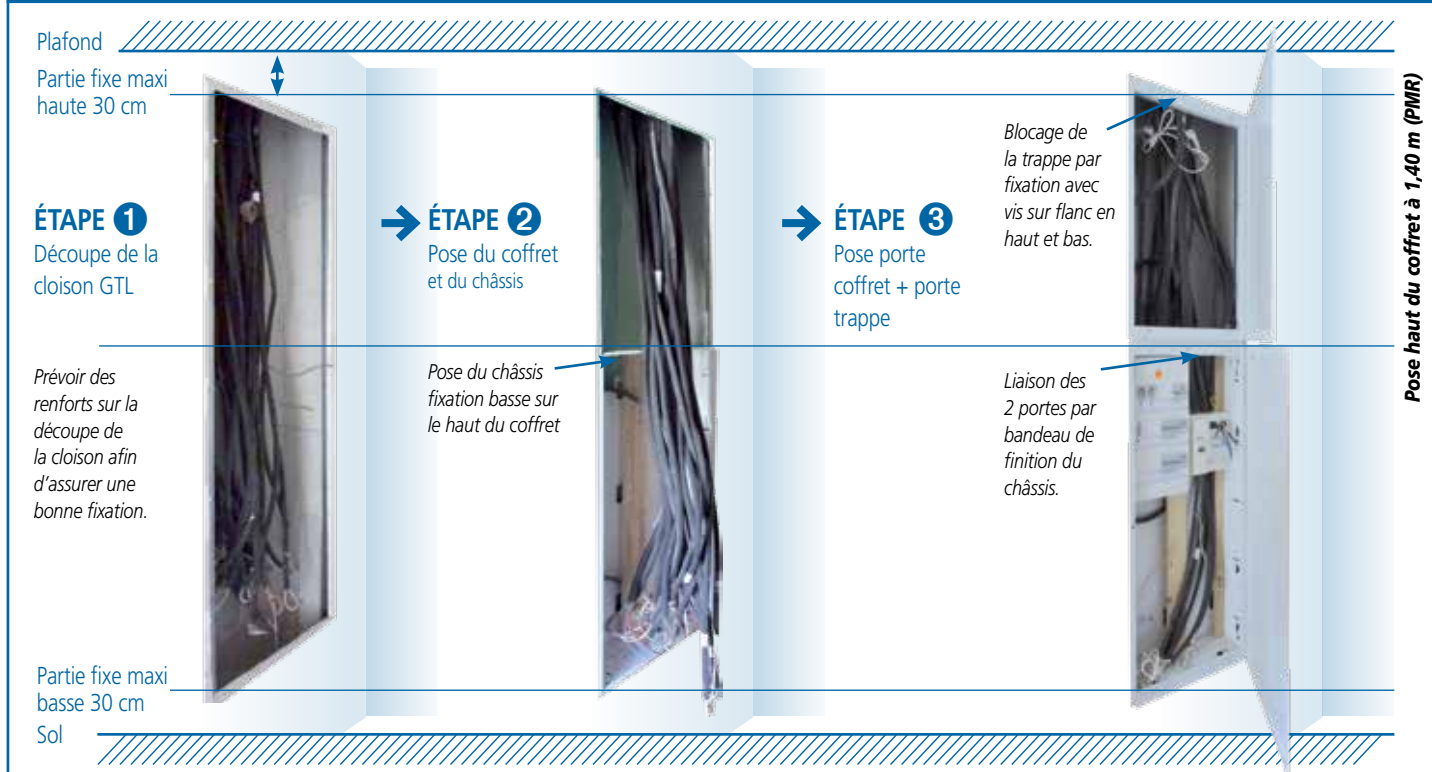 Plafond
Partie fixe maxi
haute 30 cm
ÉTAPE 1
Découpe de la
cloison GTL
Prévoir des
renforts sur la
découpe de
la cloison afin
d'assurer une
bonne fixation.
ÉTAPE 2
Pose du coffret
et du châssis
Pose du châssis
fixation basse sur
le haut du coffret
ÉTAPE 3
Pose porte
coffret + porte
trappe
Blocage de
la trappe par
fixation avec
vis sur flanc en
haut et bas.
Liaison des
2 portes par
bandeau de
finition du
châssis.
Pose haut du coffret à 1,40 m (PMR)
Partie fixe maxi
basse 30 cm
Sol